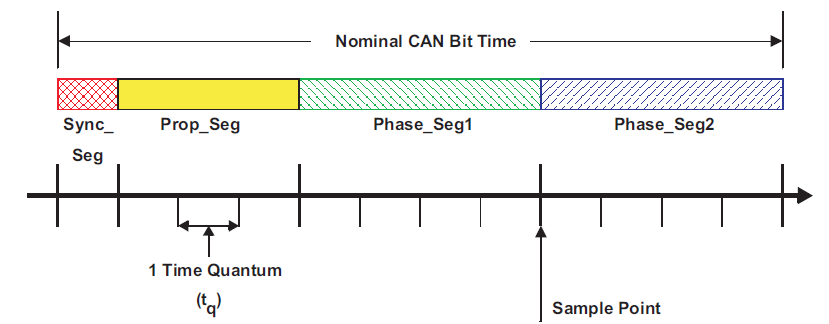 Nominal CAN Bit Time
Sync_
Seg
Prop_Seg
Phase_Seg1
Phase_Seg2
1 Time Quantum
(tq)
Sample Point